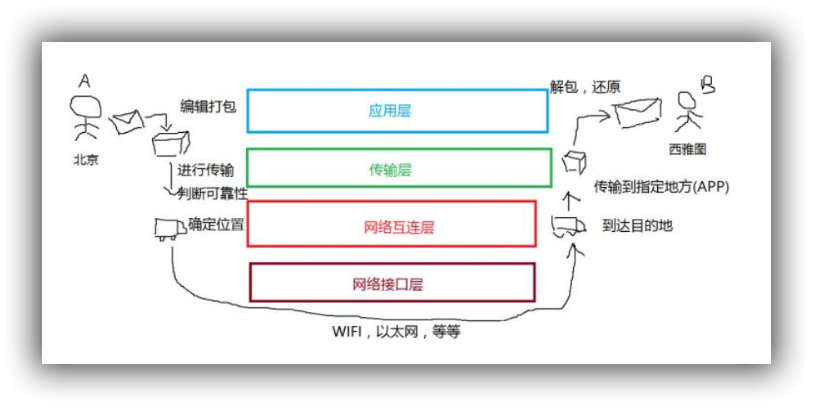 A
B
编辑打包
应用层
解包，还原
北京
西雅图
进行传输
传输层
判断可靠性
传输到指定地方(APP)
确定位置
网络互连层
到达目的地
网络接口层
WIFI，以太网，等等